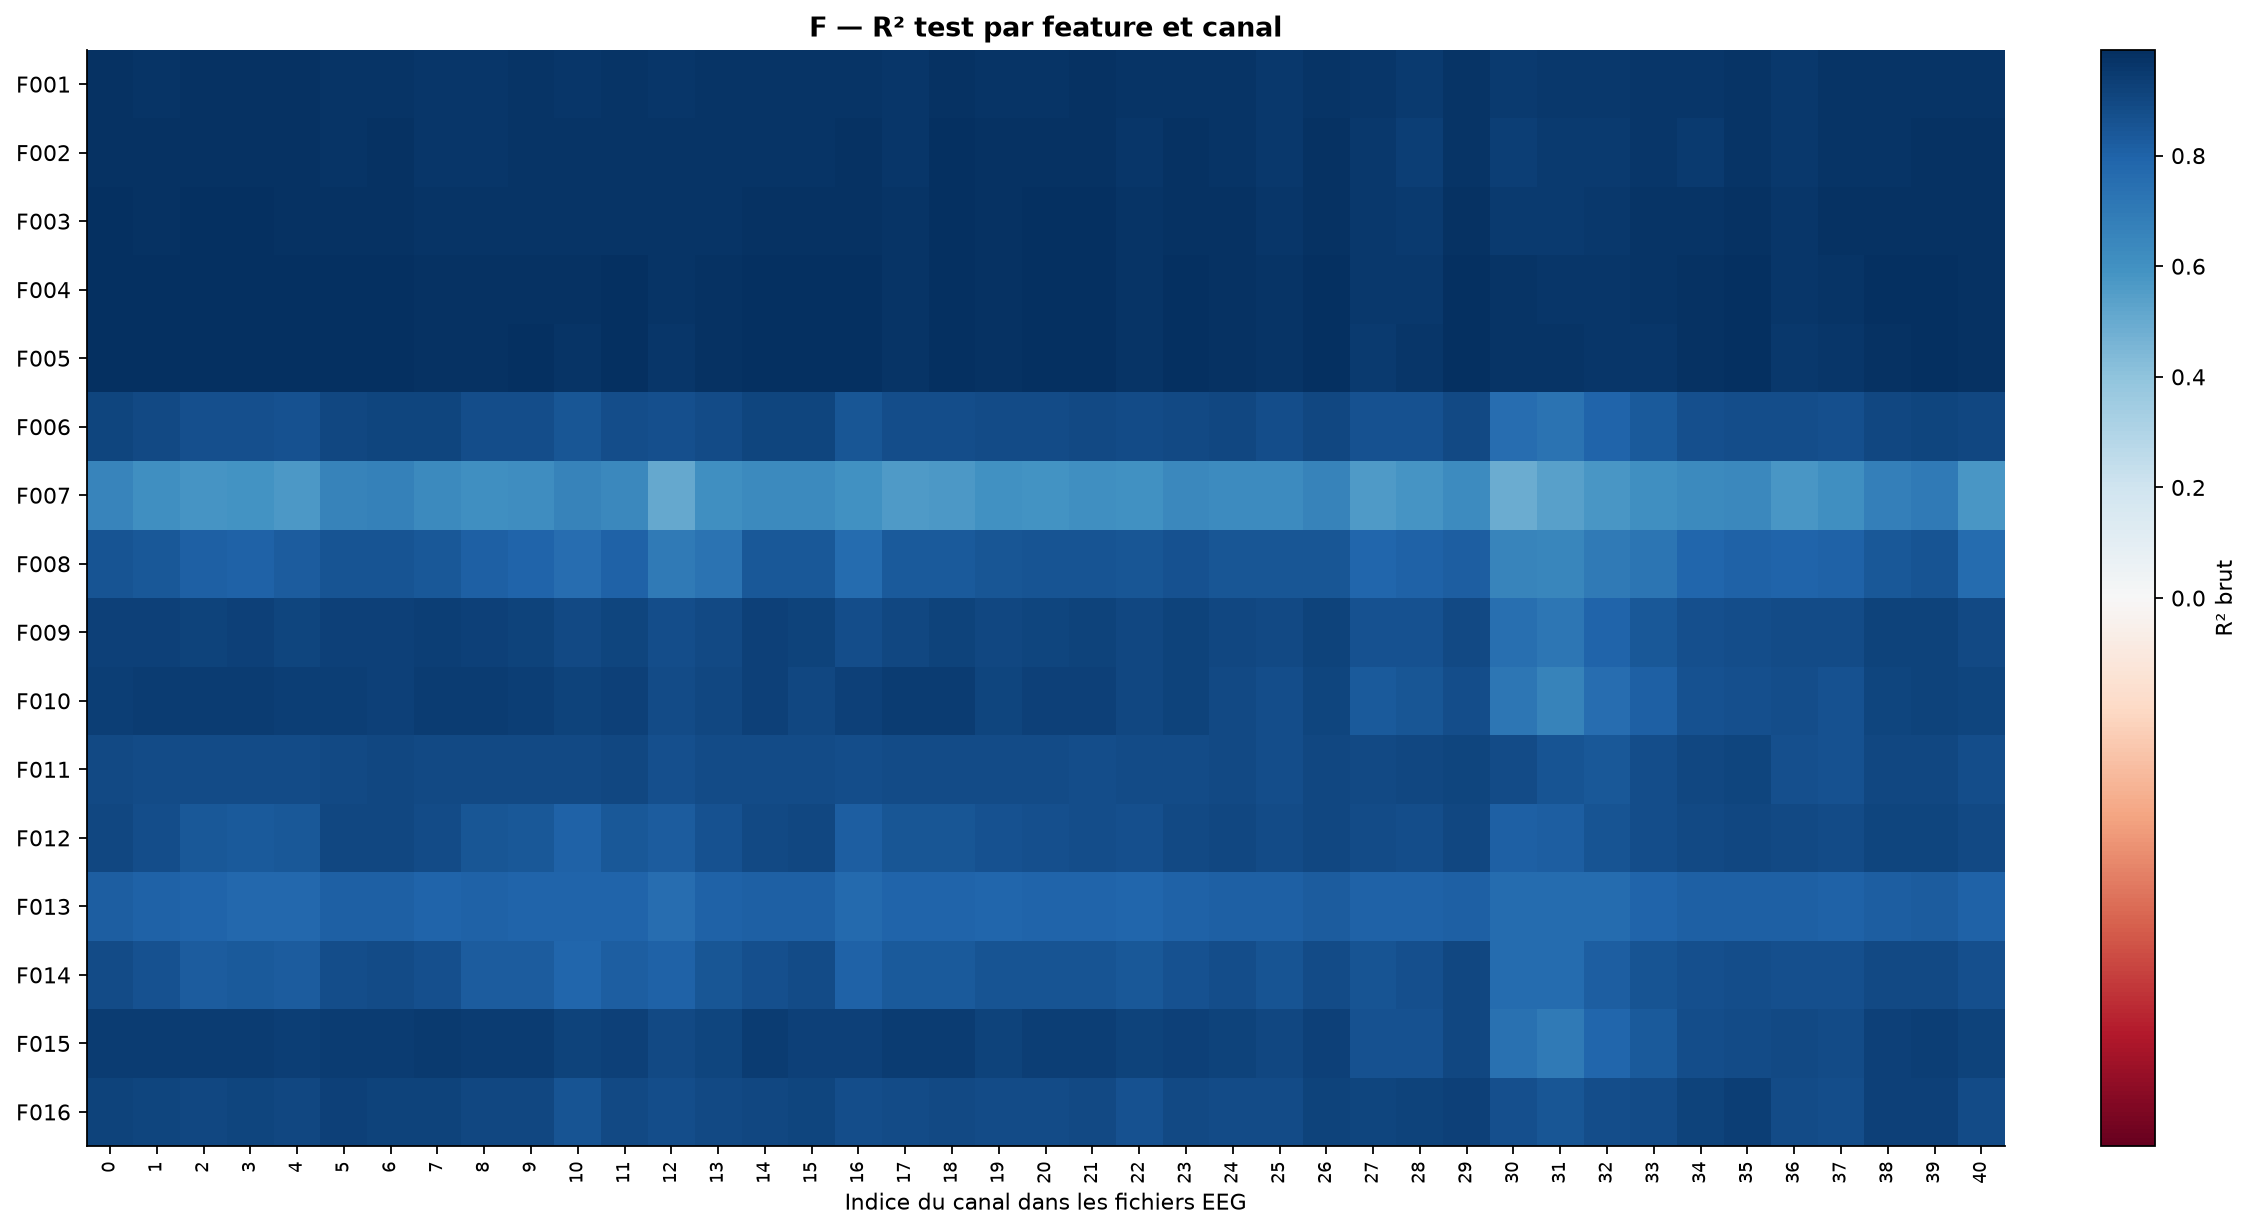 F — R² test par feature et canal
F001
F002
F003
F004
F005
F006
F007
F008
F009
F010
F011
F012
F013
F014
F015
F016
0 1 2 3 4 5 6 7 8 9 10 11 12 13 14 15 16 17 18 19 20 21 22 23 24 25 26 27 28 29 30 31 32 33 34 35 36 37 38 39 40
Indice du canal dans les fichiers EEG
0.8
0.6
0.4
0.2
0.0
R² brut